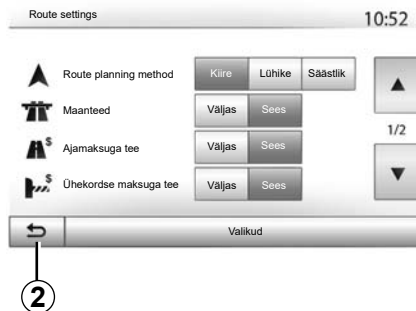 Route settings
10:52
Route planning method Kiire Lühike Säästlik
Maanteed Väljas Sees
1/2
$ Ajamaksuga tee Väljas Sees
$ Ühekordse maksuga tee Väljas Sees
Valikud
2